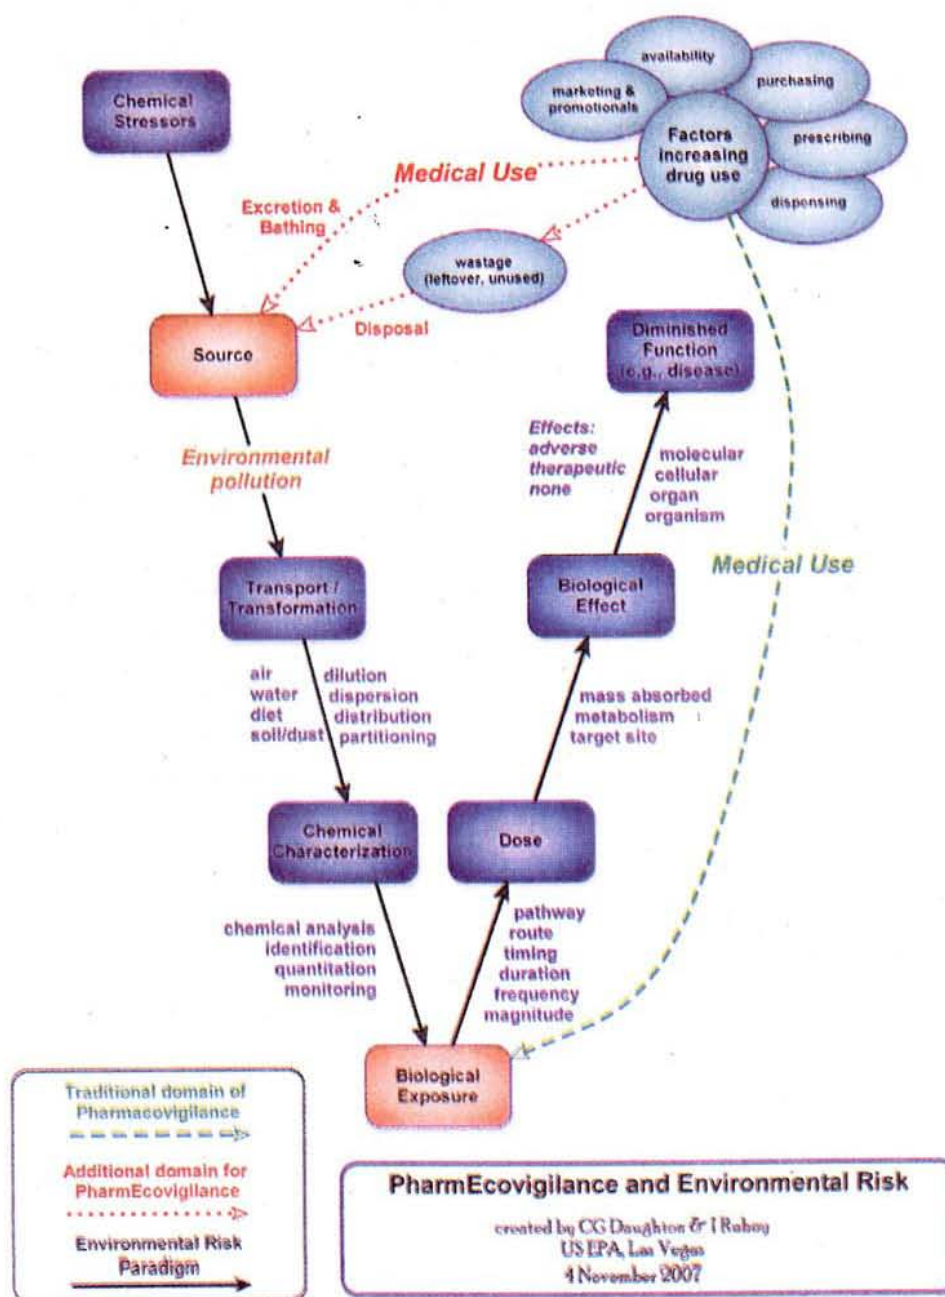 availability
Chemical
Stressors
marketing &
promotionals
purchasing
Factors
increasing
drug use
prescribing
dispensing
Medical Use
Excretion &
Bathing
wastage
(leftover, unused)
Disposal
Source
Diminished
Function
(e.g., disease)
Environmental
pollution
Effects:
adverse
therapeutic
none
molecular
cellular
organ
organism
Medical Use
Transport /
Transformation
Biological
Effect
air
water
diet
soil/dust
dilution
dispersion
distribution
partitioning
mass absorbed
metabolism
target site
Chemical
Characterization
Dose
chemical analysis
identification
quantitation
monitoring
pathway
route
timing
duration
frequency
magnitude
Biological
Exposure
Traditional domain of
Pharmacovigilance
Additional domain for
PharmEcovigilance
Environmental Risk
Paradigm
PharmEcovigilance and Environmental Risk
created by CG Daughton & I Ruhoy
US EPA, Las Vegas
4 November 2007